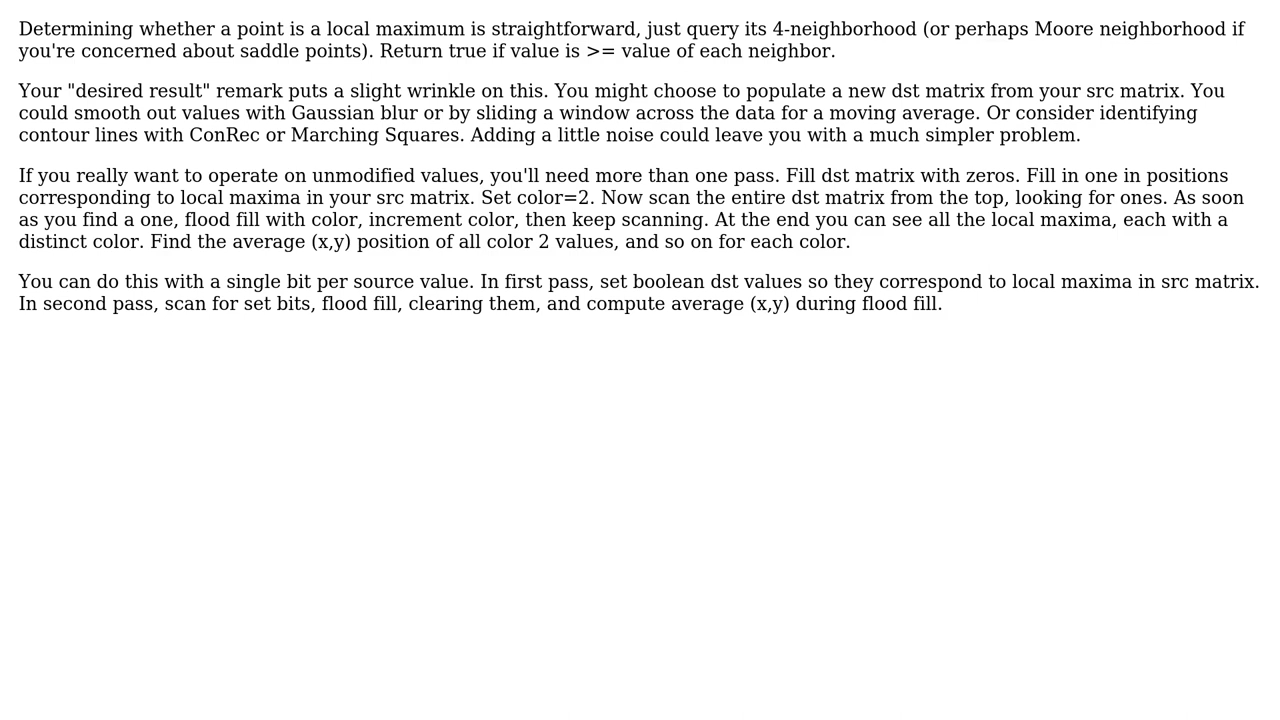 Determining whether a point is a local maximum is straightforward, just query its 4-neighborhood (or perhaps Moore neighborhood if
you're concerned about saddle points). Return true if value is >= value of each neighbor.
Your "desired result" remark puts a slight wrinkle on this. You might choose to populate a new dst matrix from your src matrix. You
could smooth out values with Gaussian blur or by sliding a window across the data for a moving average. Or consider identifying
contour lines with ConRec or Marching Squares. Adding a little noise could leave you with a much simpler problem.
If you really want to operate on unmodified values, you'll need more than one pass. Fill dst matrix with zeros. Fill in one in positions
corresponding to local maxima in your src matrix. Set color=2. Now scan the entire dst matrix from the top, looking for ones. As soon
as you find a one, flood fill with color, increment color, then keep scanning. At the end you can see all the local maxima, each with a
distinct color. Find the average (x,y) position of all color 2 values, and so on for each color.
You can do this with a single bit per source value. In first pass, set boolean dst values so they correspond to local maxima in src matrix.
In second pass, scan for set bits, flood fill, clearing them, and compute average (x,y) during flood fill.